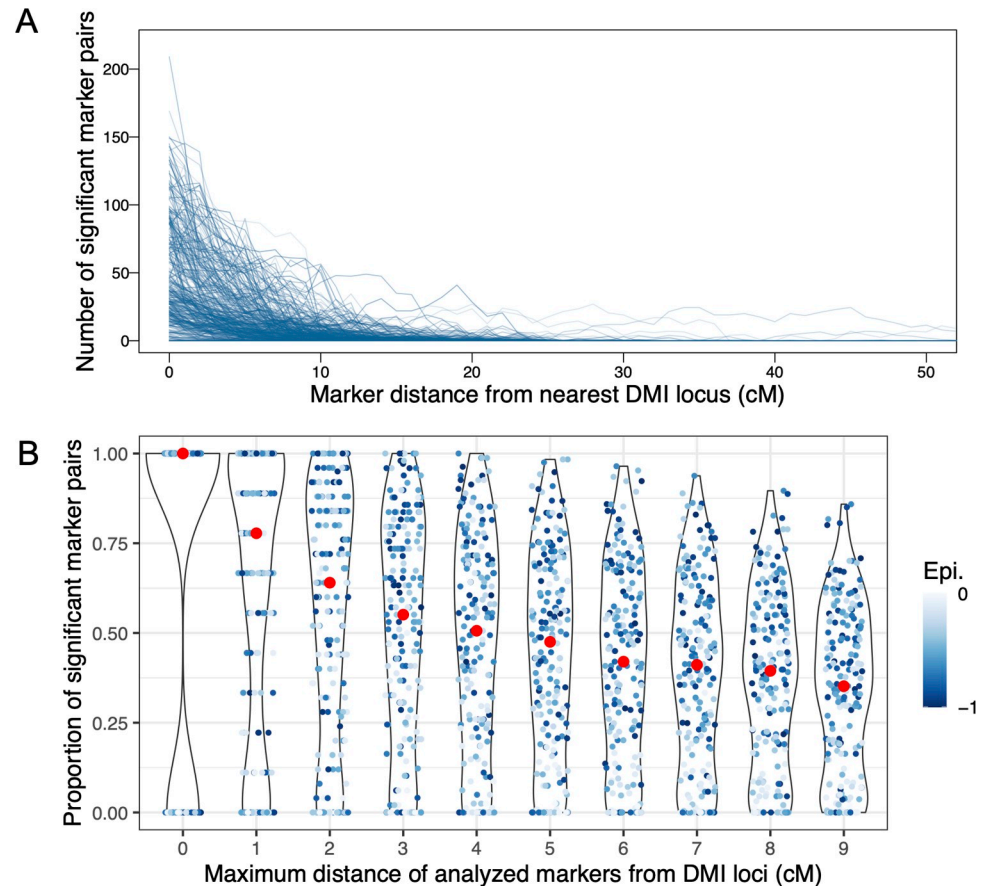 A
Number of significant marker pairs
200
150
100
50
0
0 10 20 30 40 50
Marker distance from nearest DMI locus (cM)
B
Proportion of significant marker pairs
1.00
0.75
0.50
0.25
0.00
0 1 2 3 4 5 6 7 8 9
Maximum distance of analyzed markers from DMI loci (cM)
Epi.
0
−1